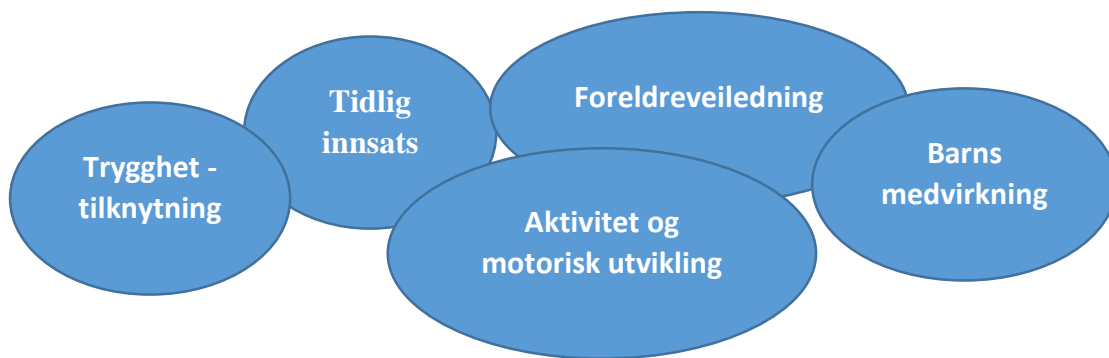 Trygghet -
tilknytning
Tidlig
innsats
Foreldreveiledning
Aktivitet og
motorisk utvikling
Barns
medvirkning